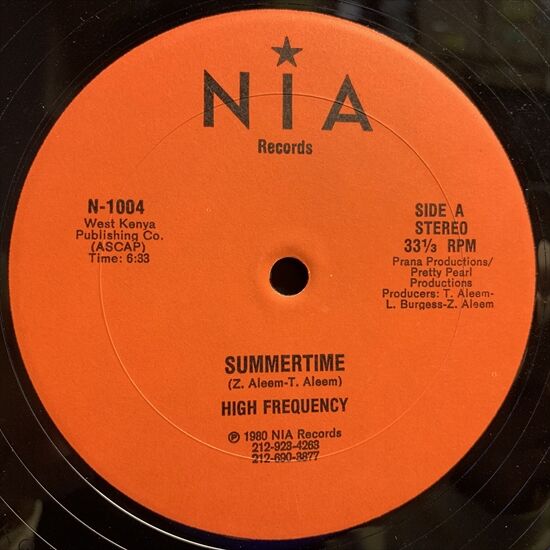 NIA
Records
N-1004
West Kenya
Publishing Co.
(ASCAP)
Time: 6:33
SIDE A
STEREO
33⅓ RPM
Prana Productions/
Pretty Pearl
Productions
Producers: T. Aleem-
L. Burgess-Z. Aleem
SUMMERTIME
(Z. Aleem-T. Aleem)
HIGH FREQUENCY
℗ 1980 NIA Records
212-923-4263
212-690-3877